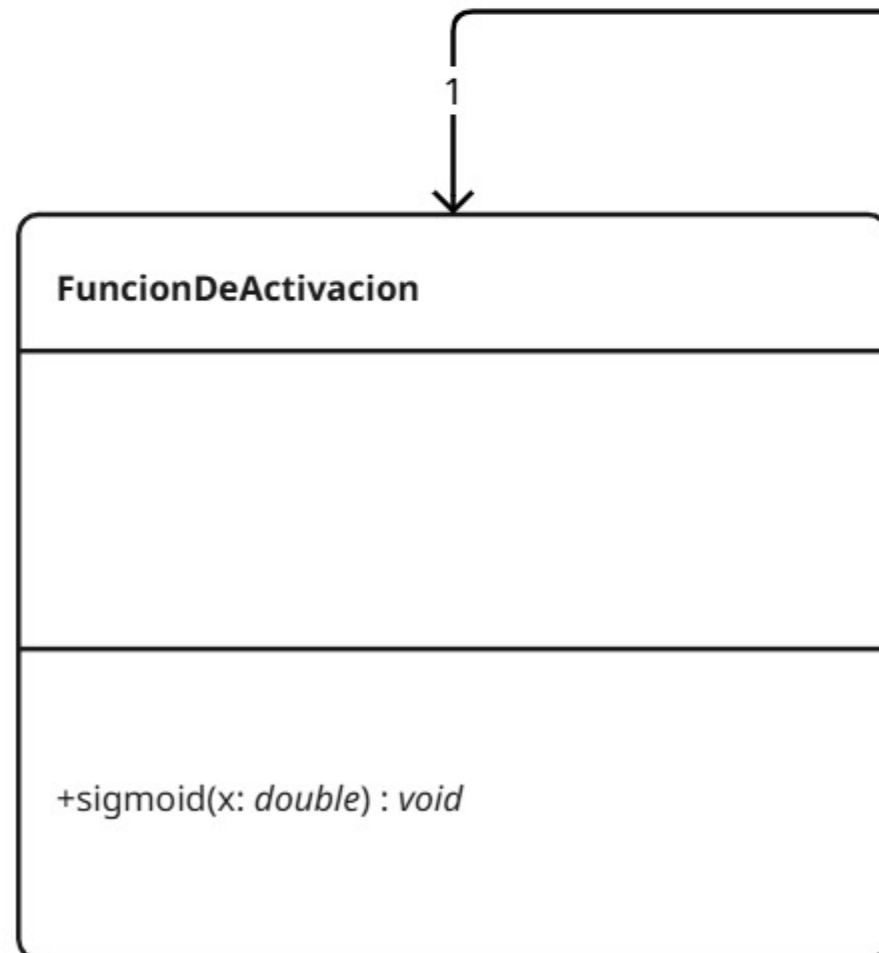 1
FuncionDeActivacion
+sigmoid(x: double) : void